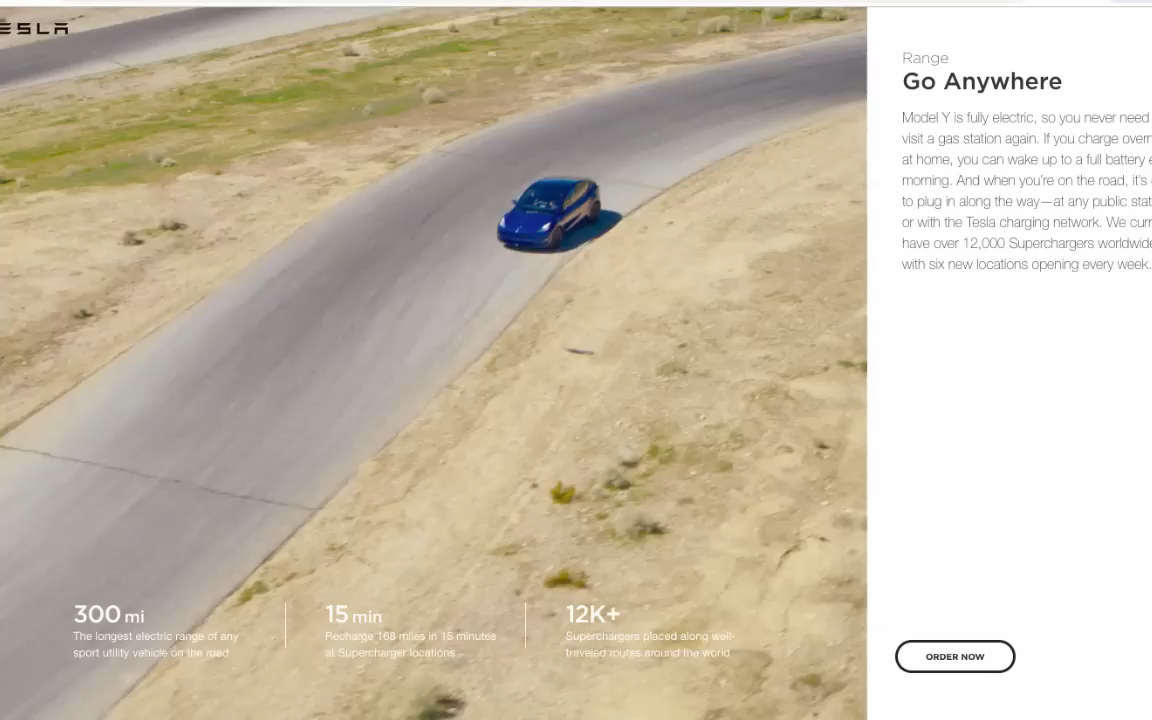 ESLA
Range
Go Anywhere
Model Y is fully electric, so you never need
visit a gas station again. If you charge overn
at home, you can wake up to a full battery e
morning. And when you're on the road, it's
to plug in along the way—at any public stat
or with the Tesla charging network. We curr
have over 12,000 Superchargers worldwide
with six new locations opening every week.
300 mi
The longest electric range of any
sport utility vehicle on the road
15 min
Recharge 168 miles in 15 minutes
at Supercharger locations
12K+
Superchargers placed along well-
traveled routes around the world
ORDER NOW